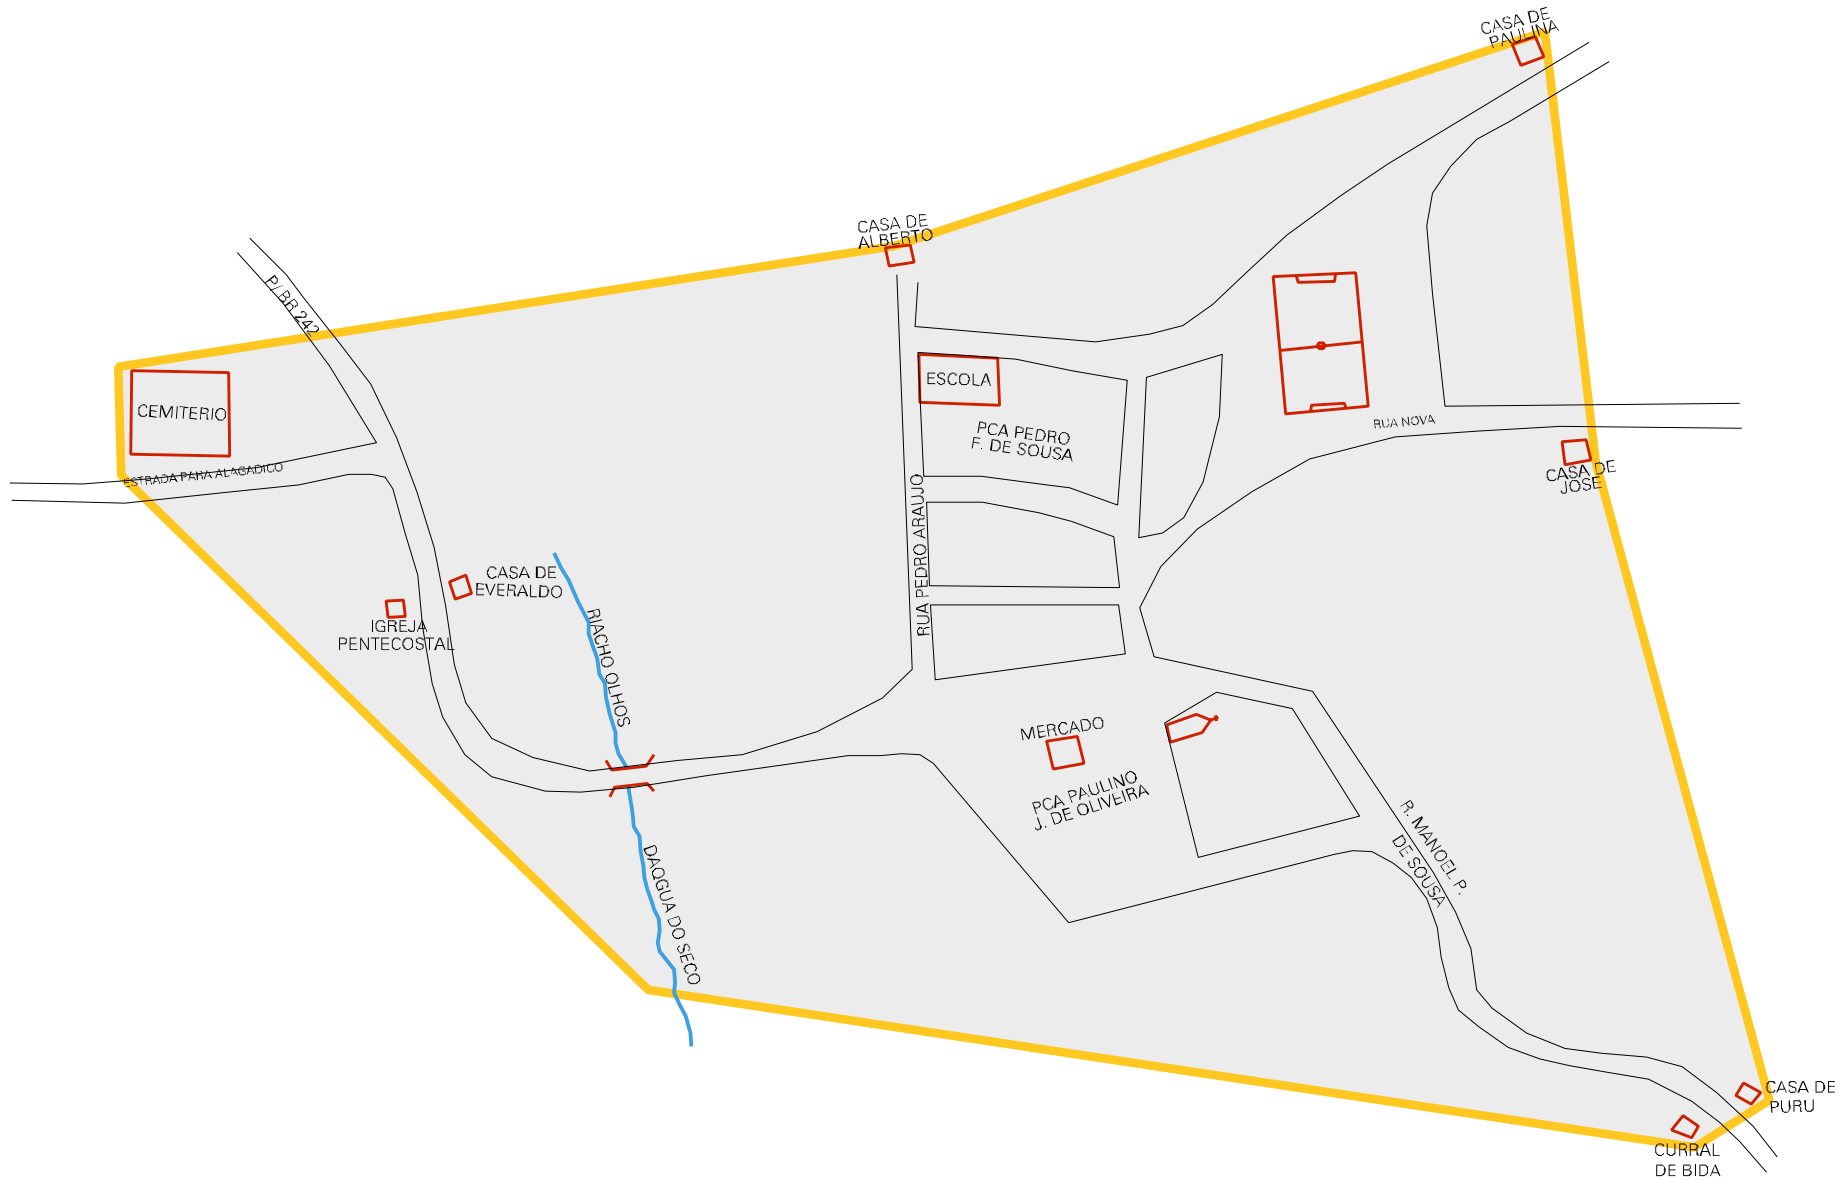 CASA DE
PAULINA
CASA DE
ALBERTO
P/ BR 242
CEMITERIO
ESCOLA
PCA PEDRO
F. DE SOUSA
RUA NOVA
ESTRADA PARA ALAGADICO
CASA DE
JOSE
RUA PEDRO ARAUJO
CASA DE
EVERALDO
IGREJA
PENTECOSTAL
RIACHO OLHOS
MERCADO
PCA PAULINO
J. DE OLIVEIRA
R. MANOEL P.
DE SOUSA
DAQGUA DO SECO
CASA DE
PURU
CURRAL
DE BIDA